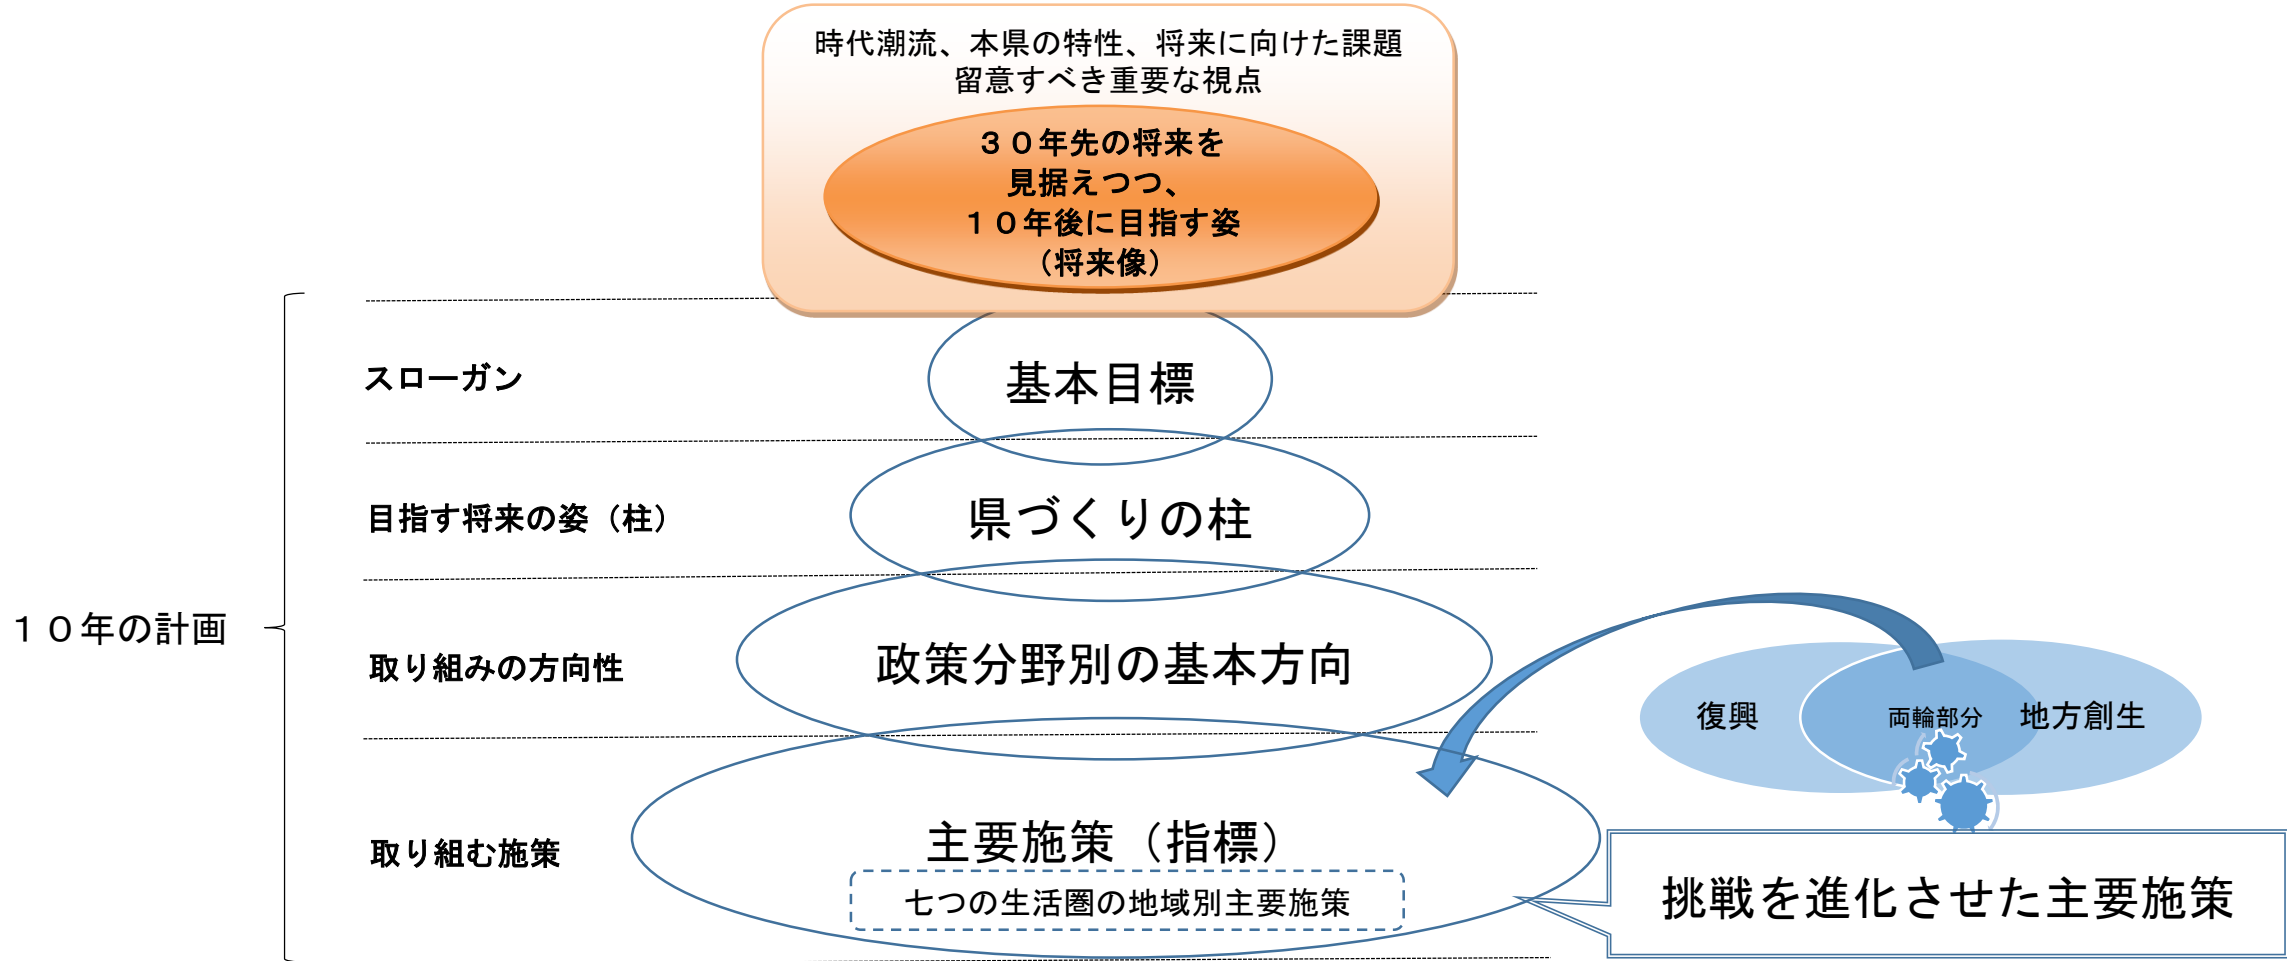 時代潮流、本県の特性、将来に向けた課題
留意すべき重要な視点
３０年先の将来を
見据えつつ、
１０年後に目指す姿
（将来像）
スローガン
基本目標
目指す将来の姿（柱）
県づくりの柱
１０年の計画
取り組みの方向性
政策分野別の基本方向
復興
両輪部分
地方創生
取り組む施策
主要施策（指標）
七つの生活圏の地域別主要施策
挑戦を進化させた主要施策